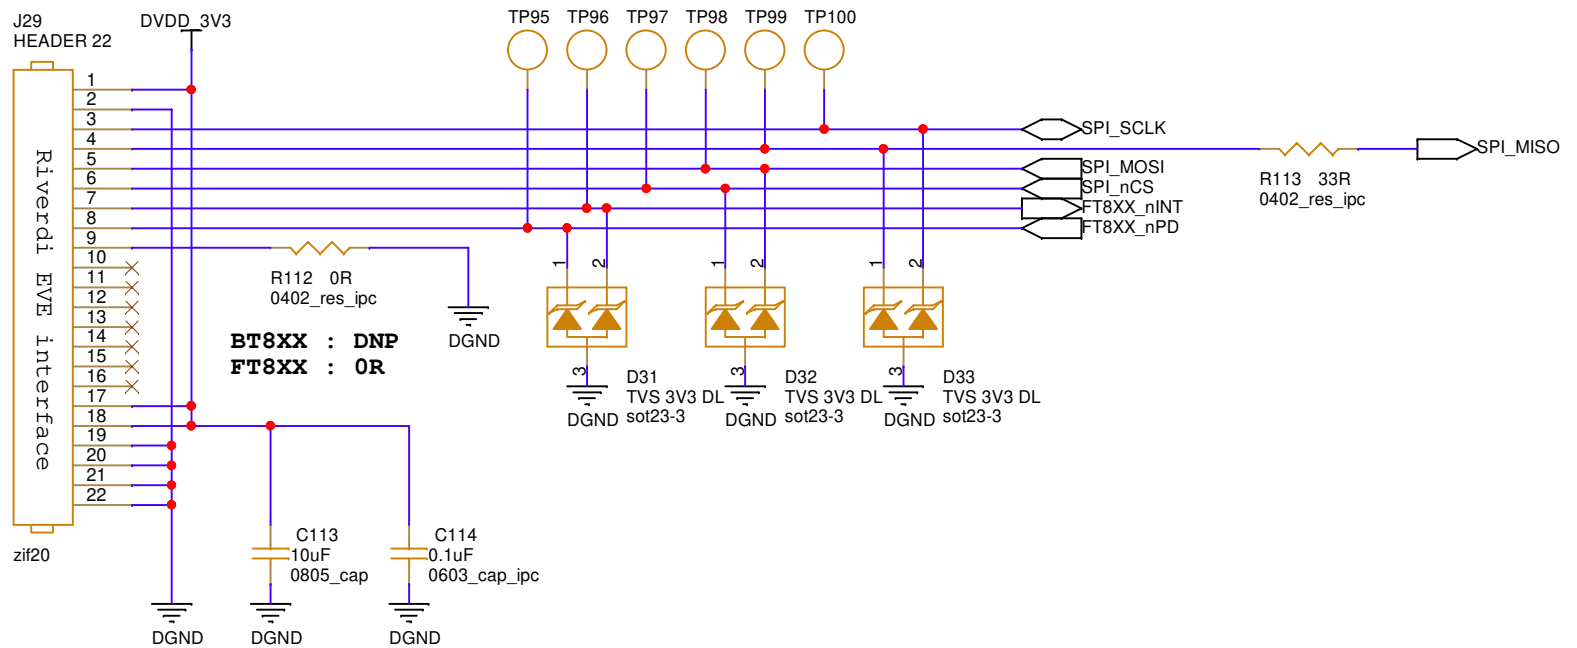 J29
HEADER 22
DVDD_3V3
TP95 TP96 TP97 TP98 TP99 TP100
1
2
3
4
5
6
7
8
9
10
11
12
13
14
15
16
17
18
19
20
21
22
Riverdi EVE interface
zif20
SPI_SCLK
SPI_MOSI
SPI_nCS
FT8XX_nINT
FT8XX_nPD
R113 33R
0402_res_ipc
SPI_MISO
R112 0R
0402_res_ipc
DGND
BT8XX : DNP
FT8XX : 0R
1 2
3
DGND
D31
TVS 3V3 DL
sot23-3
1 2
3
DGND
D32
TVS 3V3 DL
sot23-3
1 2
3
DGND
D33
TVS 3V3 DL
sot23-3
C113
10uF
0805_cap
C114
0.1uF
0603_cap_ipc
DGND DGND DGND